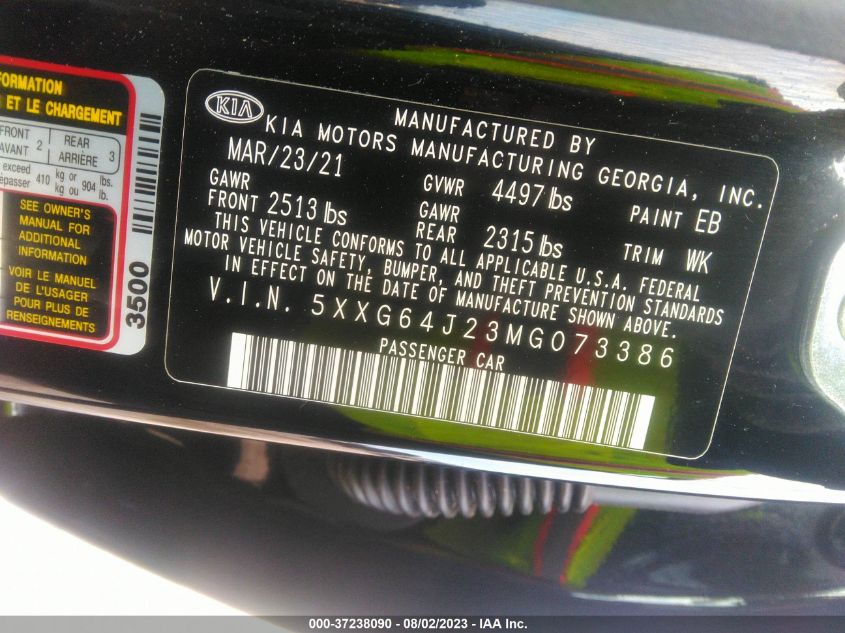 FORMATION
ET LE CHARGEMENT
FRONT
AVANT 2
REAR
ARRIÈRE 3
exceed
410 kg or 904 lbs.
kg ou lb.
SEE OWNER'S
MANUAL FOR
ADDITIONAL
INFORMATION
VOIR LE MANUEL
DE L'USAGER
POUR PLUS DE
RENSEIGNEMENTS
3500
KIA
MANUFACTURED BY
KIA MOTORS MANUFACTURING GEORGIA, INC.
MAR/23/21
GVWR 4497 lbs
PAINT EB
GAWR
FRONT 2513 lbs
GAWR
REAR 2315 lbs
TRIM WK
THIS VEHICLE CONFORMS TO ALL APPLICABLE U.S.A. FEDERAL
MOTOR VEHICLE SAFETY, BUMPER, AND THEFT PREVENTION STANDARDS
IN EFFECT ON THE DATE OF MANUFACTURE SHOWN ABOVE.
V.I.N. 5XXG64J23MG073386
PASSENGER CAR
000-37238090 - 08/02/2023 - IAA Inc.